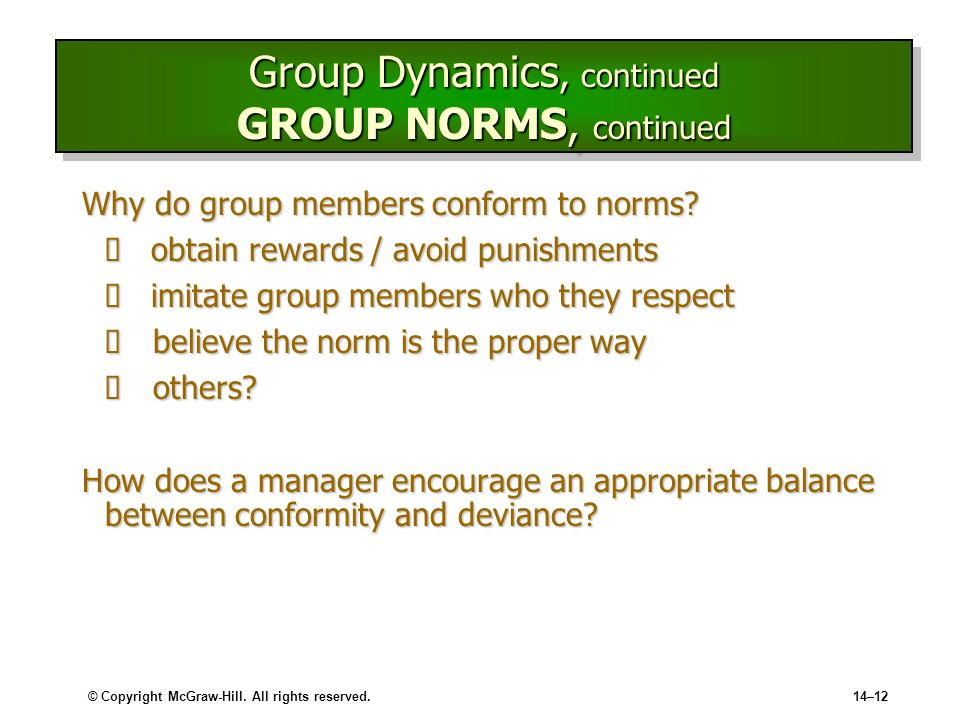 Group Dynamics, continued
GROUP NORMS, continued
Why do group members conform to norms?
obtain rewards / avoid punishments
imitate group members who they respect
believe the norm is the proper way
others?
How does a manager encourage an appropriate balance
between conformity and deviance?
© Copyright McGraw-Hill. All rights reserved. 14–12